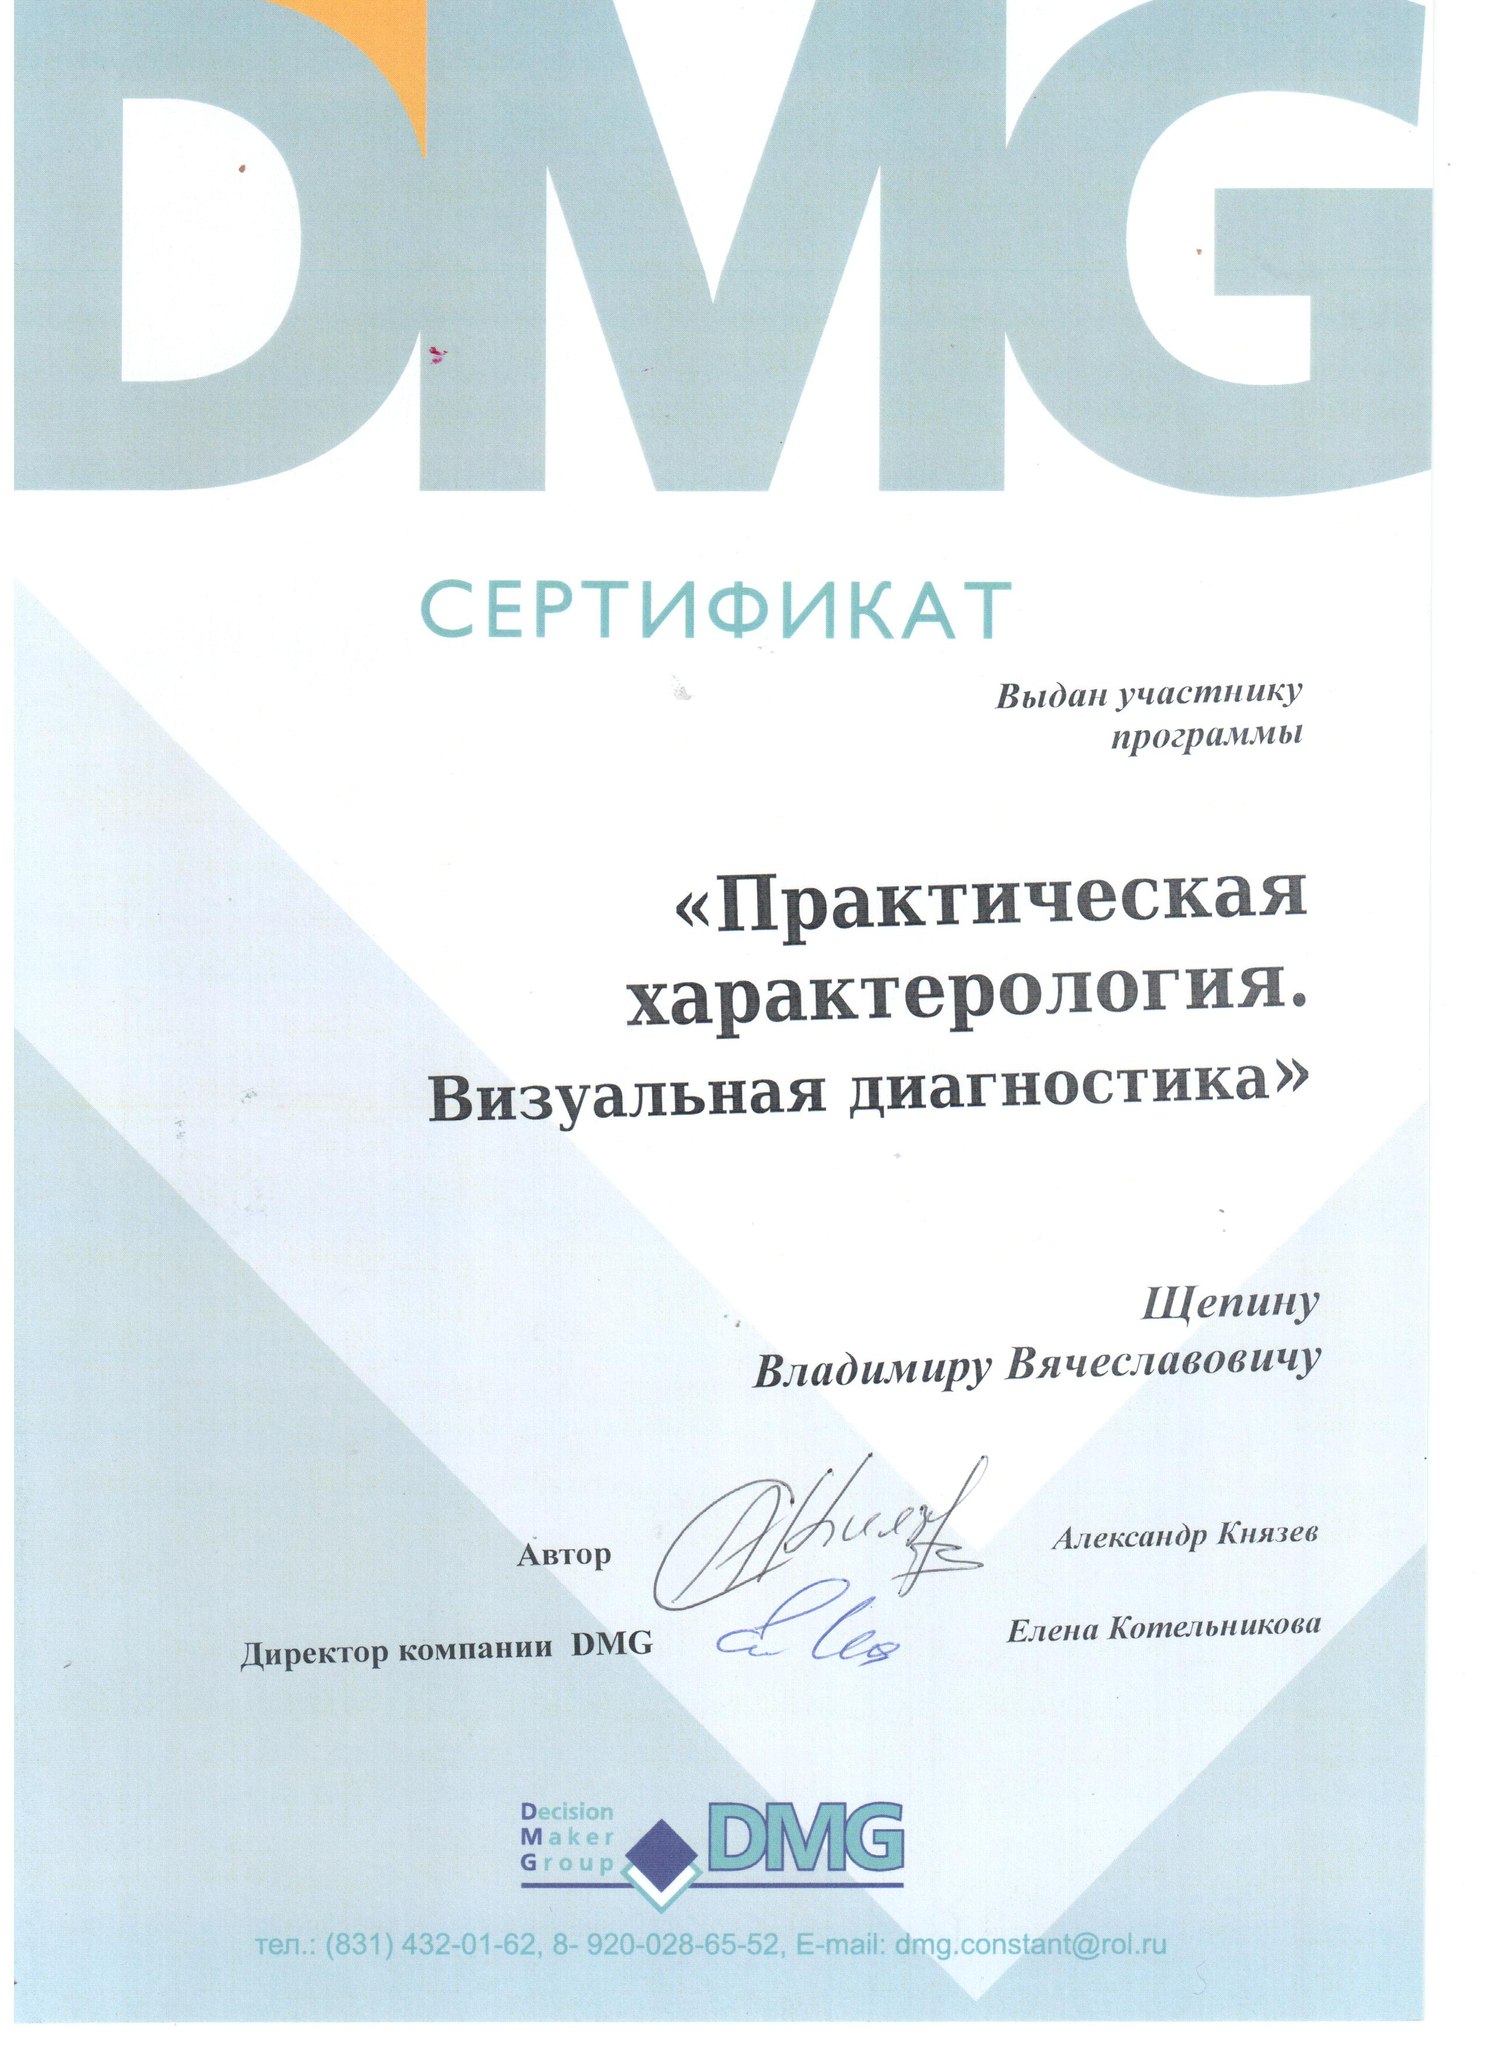 DMG
СЕРТИФИКАТ
Выдан участнику
программы
«Практическая
характерология.
Визуальная диагностика»
Щепину
Владимиру Вячеславовичу
Автор Александр Князев
Директор компании DMG Елена Котельникова
Decision
Maker
Group
DMG
тел.: (831) 432-01-62, 8- 920-028-65-52, E-mail: dmg.constant@rol.ru